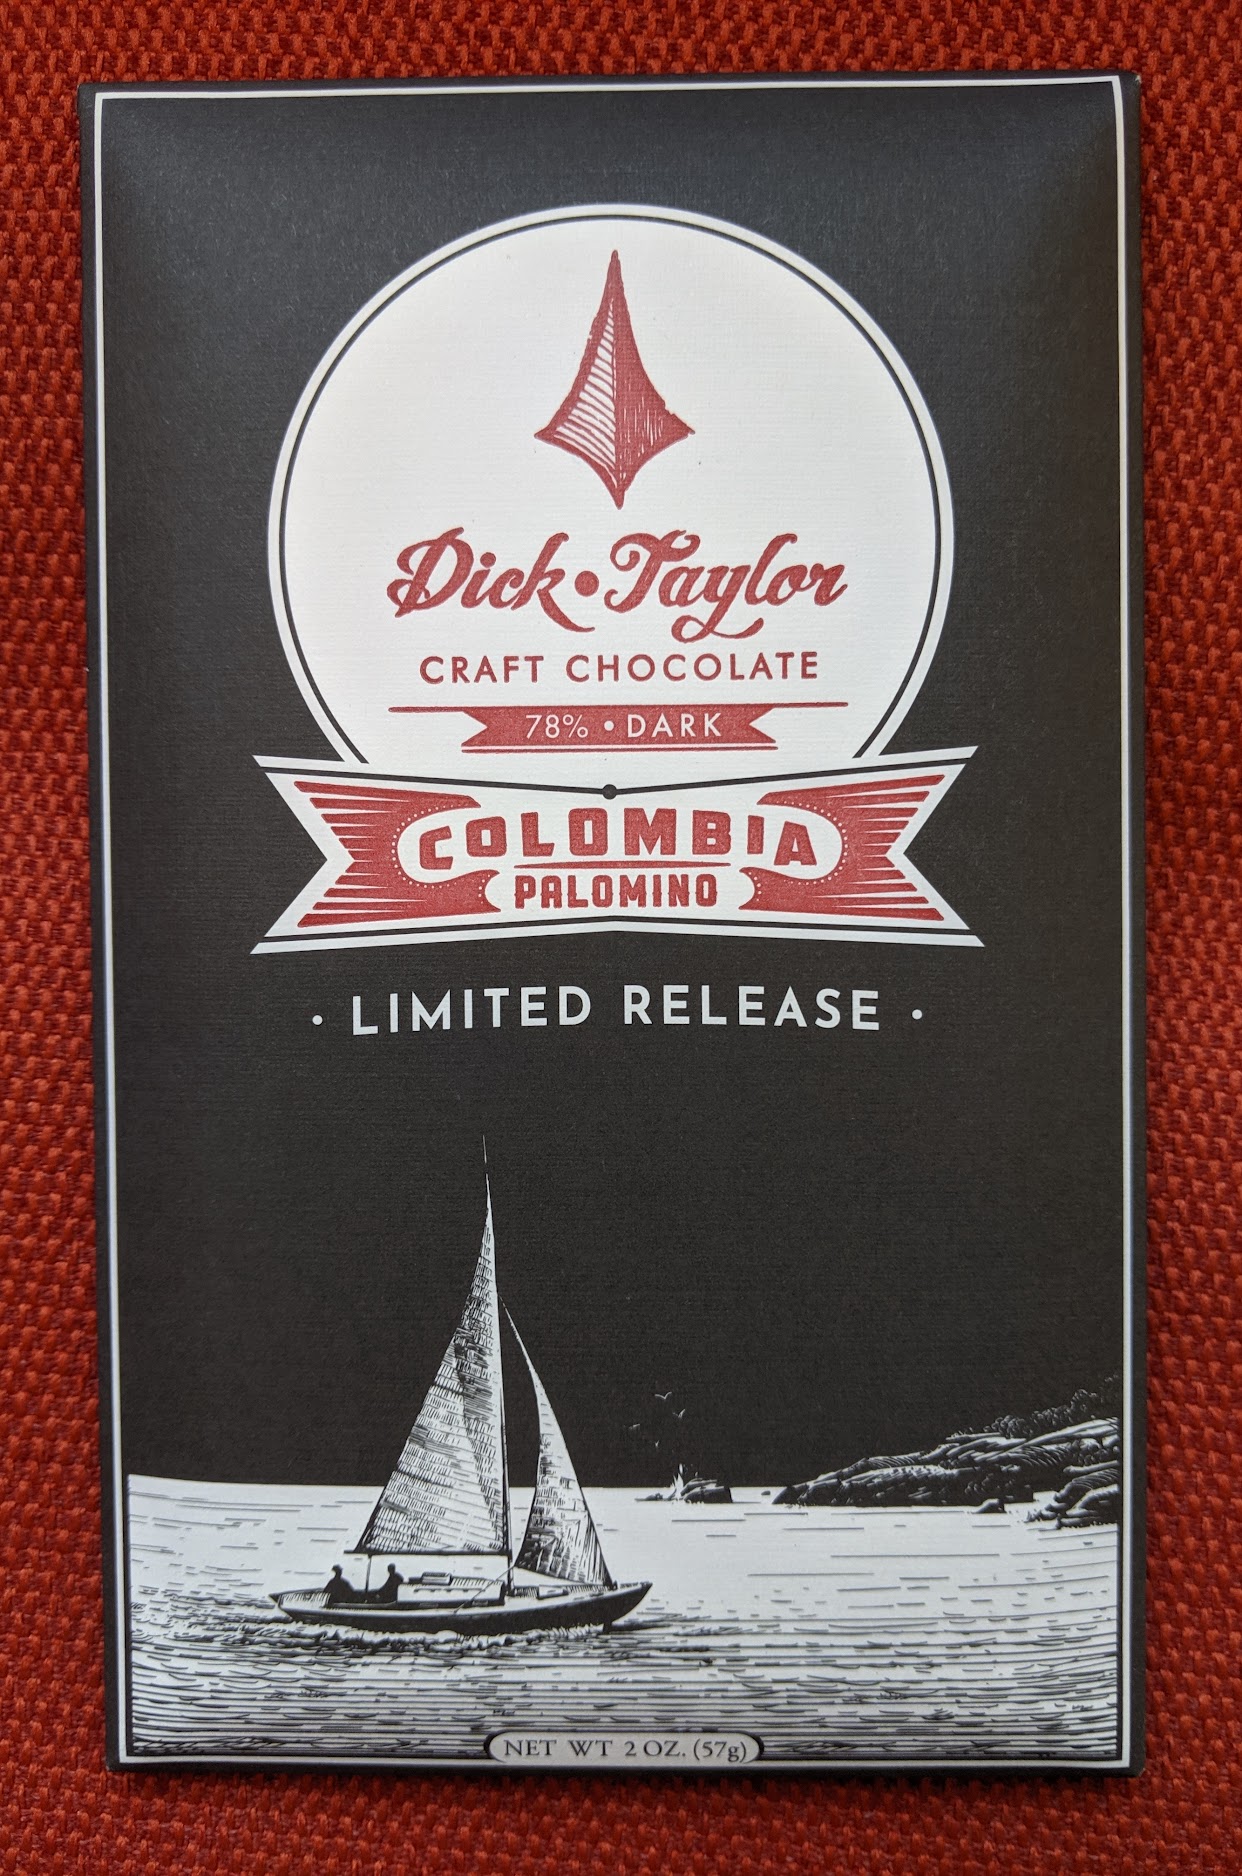 Dick • Taylor
CRAFT CHOCOLATE
78% • DARK
COLOMBIA
PALOMINO
· LIMITED RELEASE ·
NET WT 2 OZ. (57g)